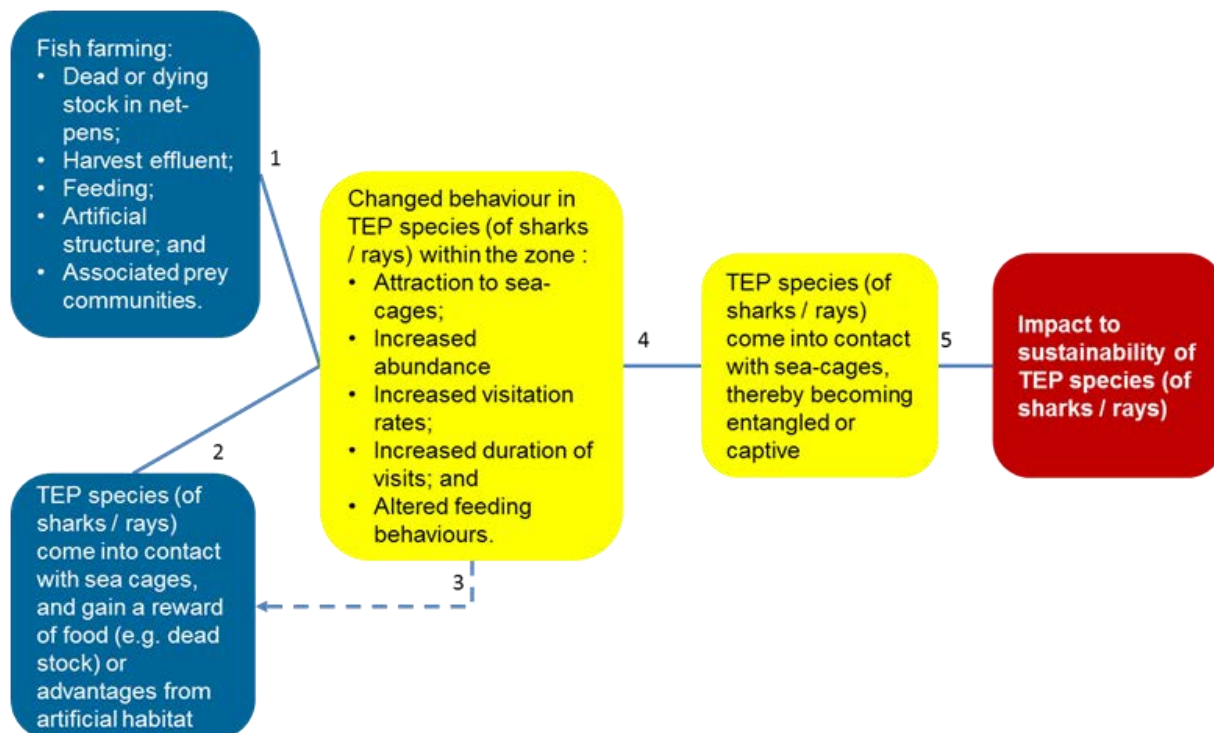 Fish farming:
• Dead or dying
stock in net-
pens;
• Harvest effluent;
• Feeding;
• Artificial
structure; and
• Associated prey
communities.
1
2
TEP species (of
sharks / rays)
come into contact
with sea cages,
and gain a reward
of food (e.g. dead
stock) or
advantages from
artificial habitat
Changed behaviour in
TEP species (of sharks
/ rays) within the zone :
• Attraction to sea-
cages;
• Increased
abundance
• Increased visitation
rates;
• Increased duration of
visits; and
• Altered feeding
behaviours.
3
4
TEP species (of
sharks / rays)
come into contact
with sea-cages,
thereby becoming
entangled or
captive
5
Impact to
sustainability of
TEP species (of
sharks / rays)